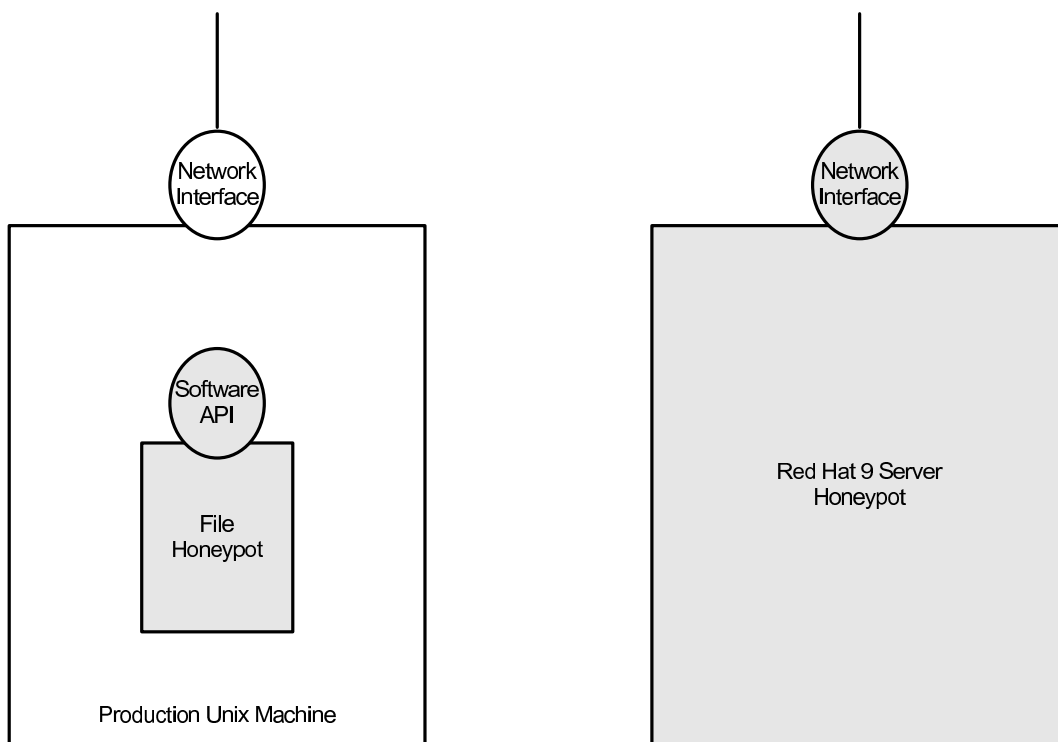 Network
Interface
Software
API
File
Honeypot
Production Unix Machine
Network
Interface
Red Hat 9 Server
Honeypot